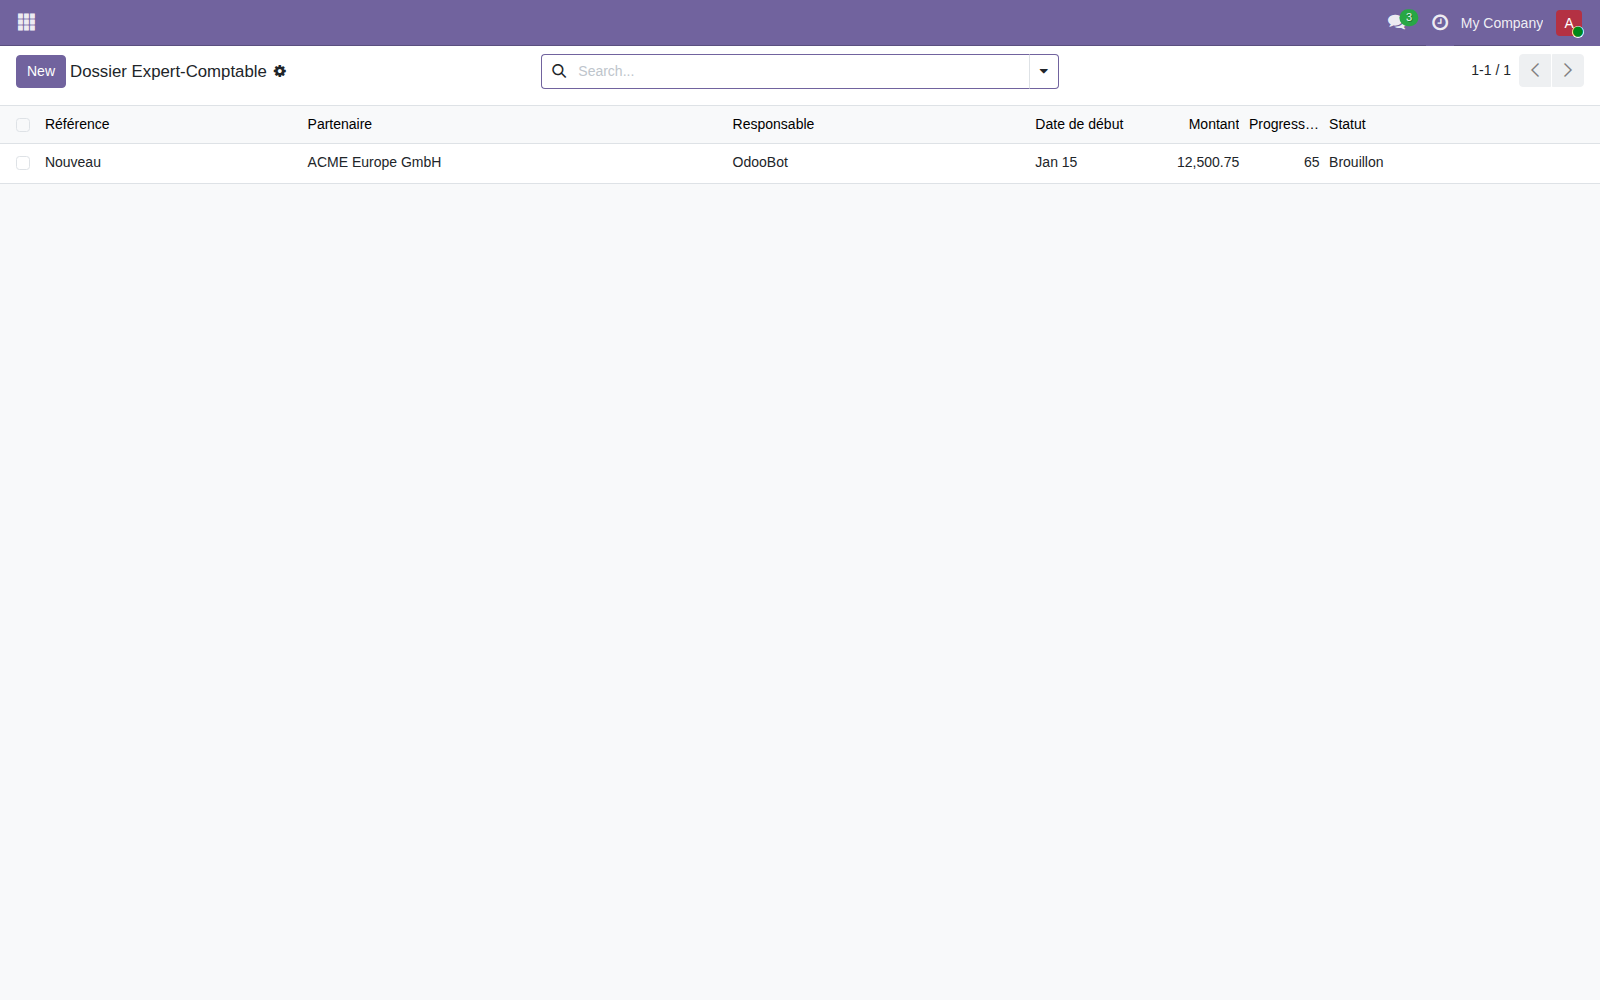 3 My Company A
New Dossier Expert-Comptable Search... 1-1 / 1
Référence Partenaire Responsable Date de début Montant Progress... Statut
Nouveau ACME Europe GmbH OdooBot Jan 15 12,500.75 65 Brouillon